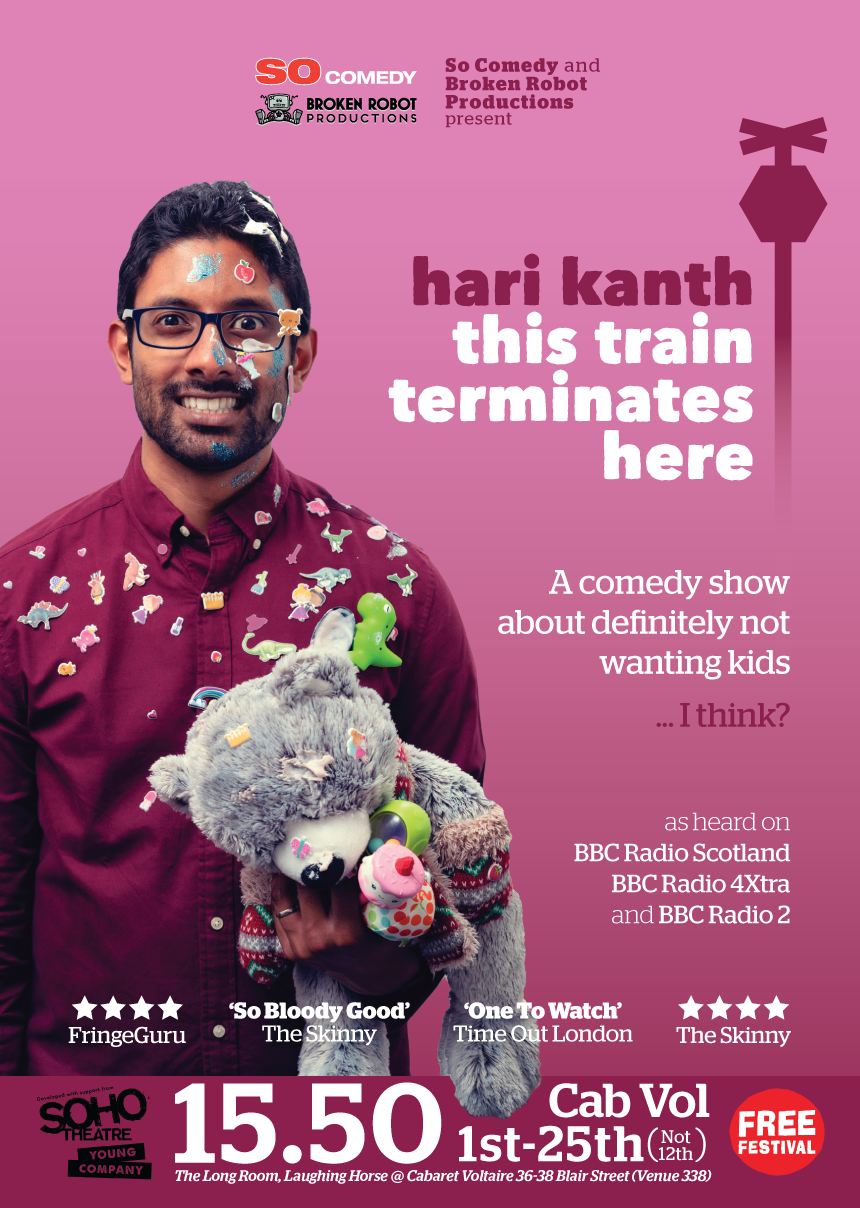 SO COMEDY
BROKEN ROBOT
PRODUCTIONS
So Comedy and
Broken Robot
Productions
present
hari kanth
this train
terminates
here
A comedy show
about definitely not
wanting kids
... I think?
as heard on
BBC Radio Scotland
BBC Radio 4Xtra
and BBC Radio 2
FringeGuru
‘So Bloody Good’
The Skinny
‘One To Watch’
Time Out London
The Skinny
Developed with support from
SOHO
THEATRE
YOUNG
COMPANY
15.50
Cab Vol
1st-25th (Not 12th)
The Long Room, Laughing Horse @ Cabaret Voltaire 36-38 Blair Street (Venue 338)
FREE
FESTIVAL